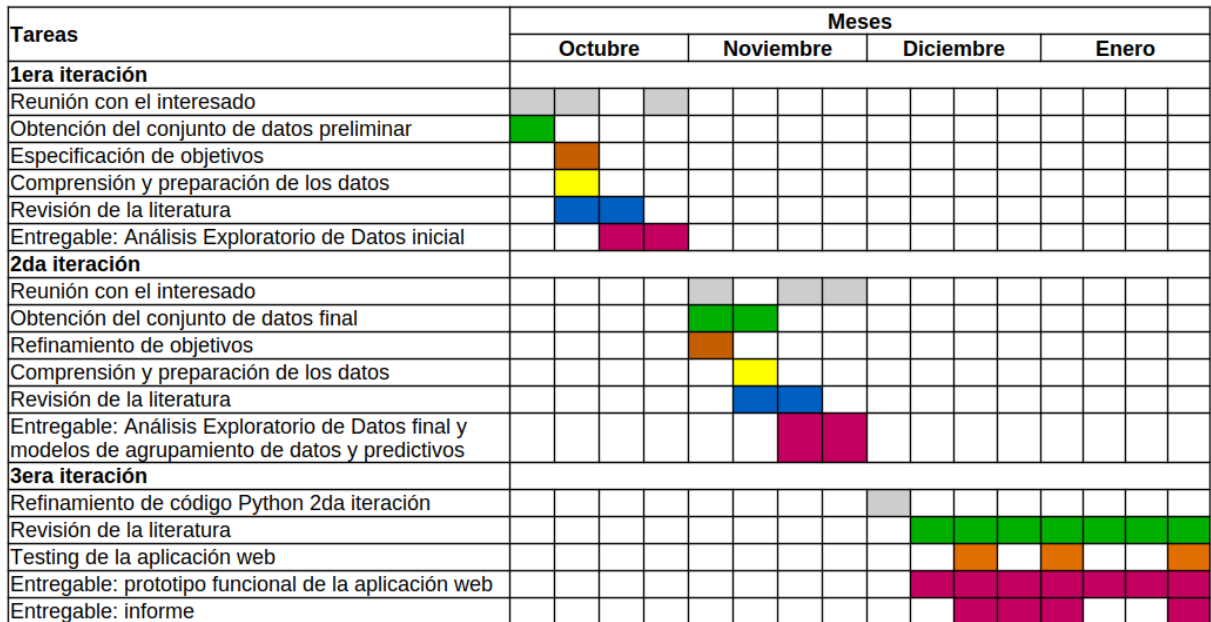 Tareas
Meses
Octubre Noviembre Diciembre Enero
1era iteración
Reunión con el interesado
Obtención del conjunto de datos preliminar
Especificación de objetivos
Comprensión y preparación de los datos
Revisión de la literatura
Entregable: Análisis Exploratorio de Datos inicial
2da iteración
Reunión con el interesado
Obtención del conjunto de datos final
Refinamiento de objetivos
Comprensión y preparación de los datos
Revisión de la literatura
Entregable: Análisis Exploratorio de Datos final y
modelos de agrupamiento de datos y predictivos
3era iteración
Refinamiento de código Python 2da iteración
Revisión de la literatura
Testing de la aplicación web
Entregable: prototipo funcional de la aplicación web
Entregable: informe